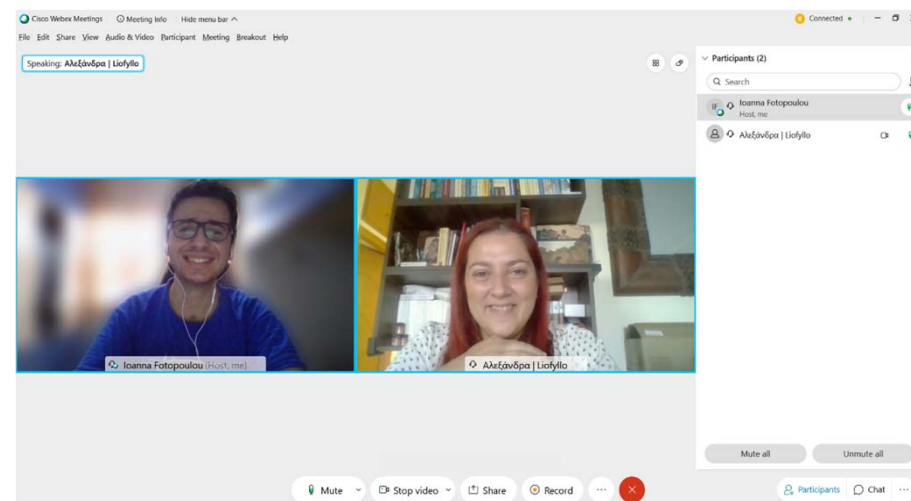 Cisco Webex Meetings Meeting Info Hide menu bar Connected
File Edit Share View Audio & Video Participant Meeting Breakout Help
Speaking: Αλεξάνδρα | Liofyllo
Participants (2)
Search
IF Ioanna Fotopoulou
Host, me
Αλεξάνδρα | Liofyllo
Ioanna Fotopoulou (Host, me)
Αλεξάνδρα | Liofyllo
Mute all Unmute all
Mute Stop video Share Record Participants Chat